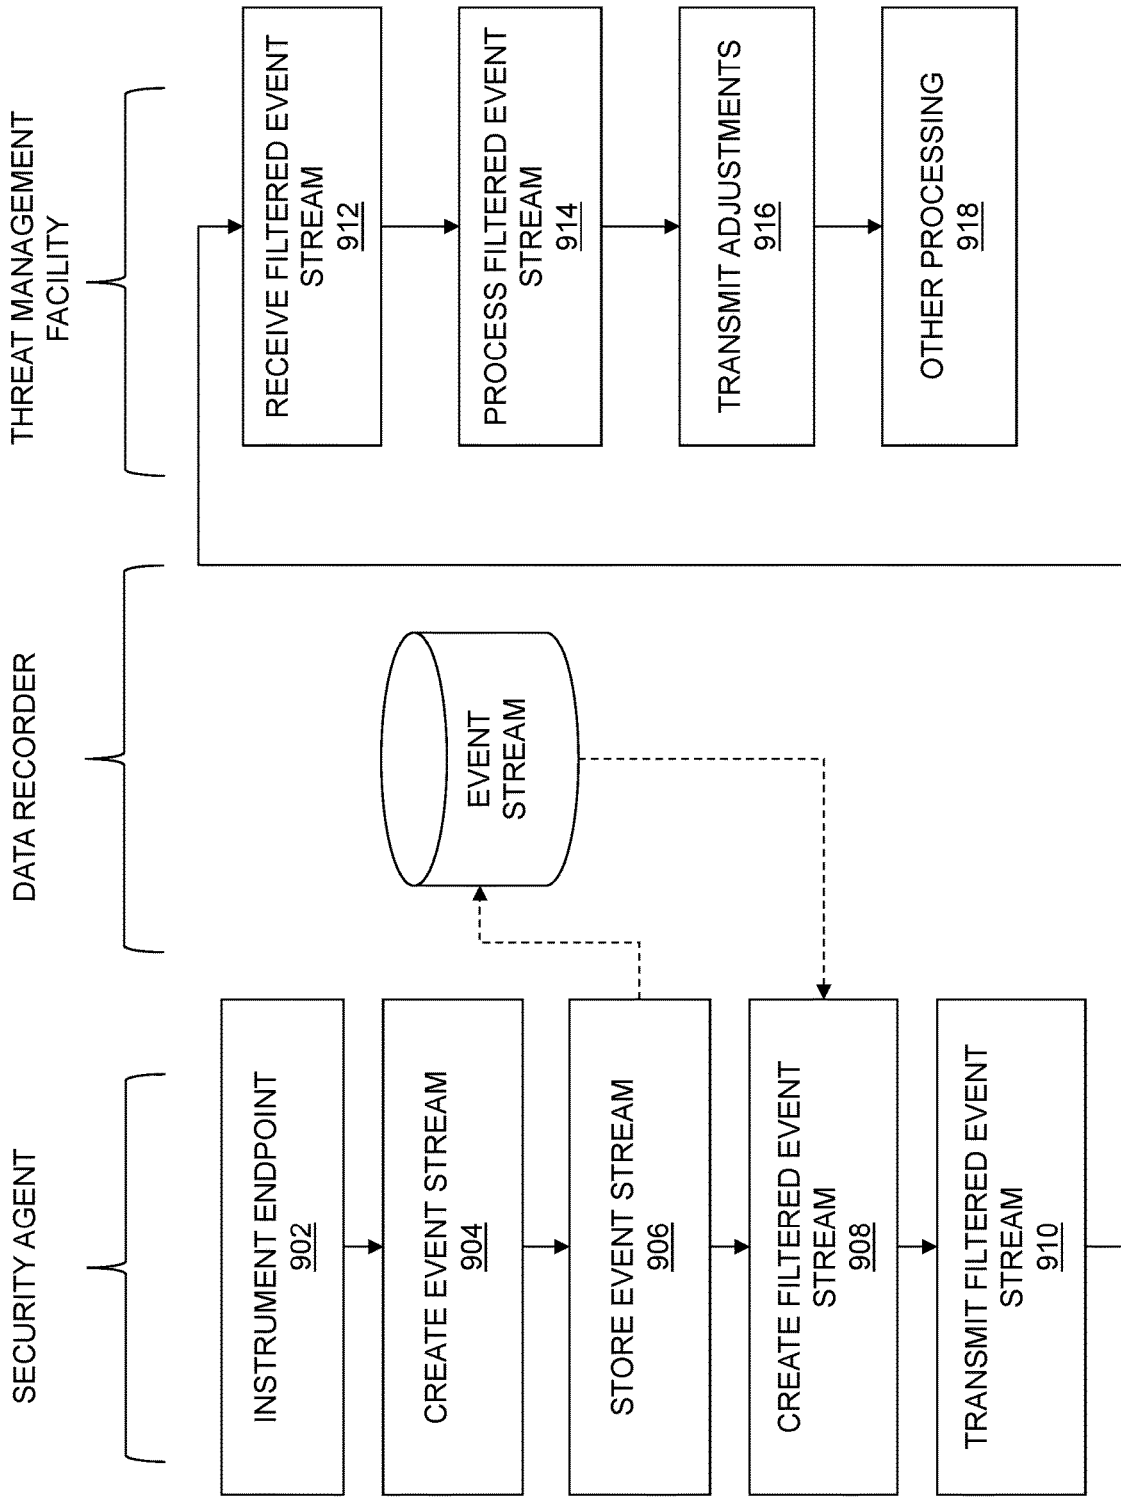 SECURITY AGENT
INSTRUMENT ENDPOINT
902
CREATE EVENT STREAM
904
STORE EVENT STREAM
906
CREATE FILTERED EVENT
STREAM
908
TRANSMIT FILTERED EVENT
STREAM
910
DATA RECORDER
EVENT
STREAM
THREAT MANAGEMENT
FACILITY
RECEIVE FILTERED EVENT
STREAM
912
PROCESS FILTERED EVENT
STREAM
914
TRANSMIT ADJUSTMENTS
916
OTHER PROCESSING
918